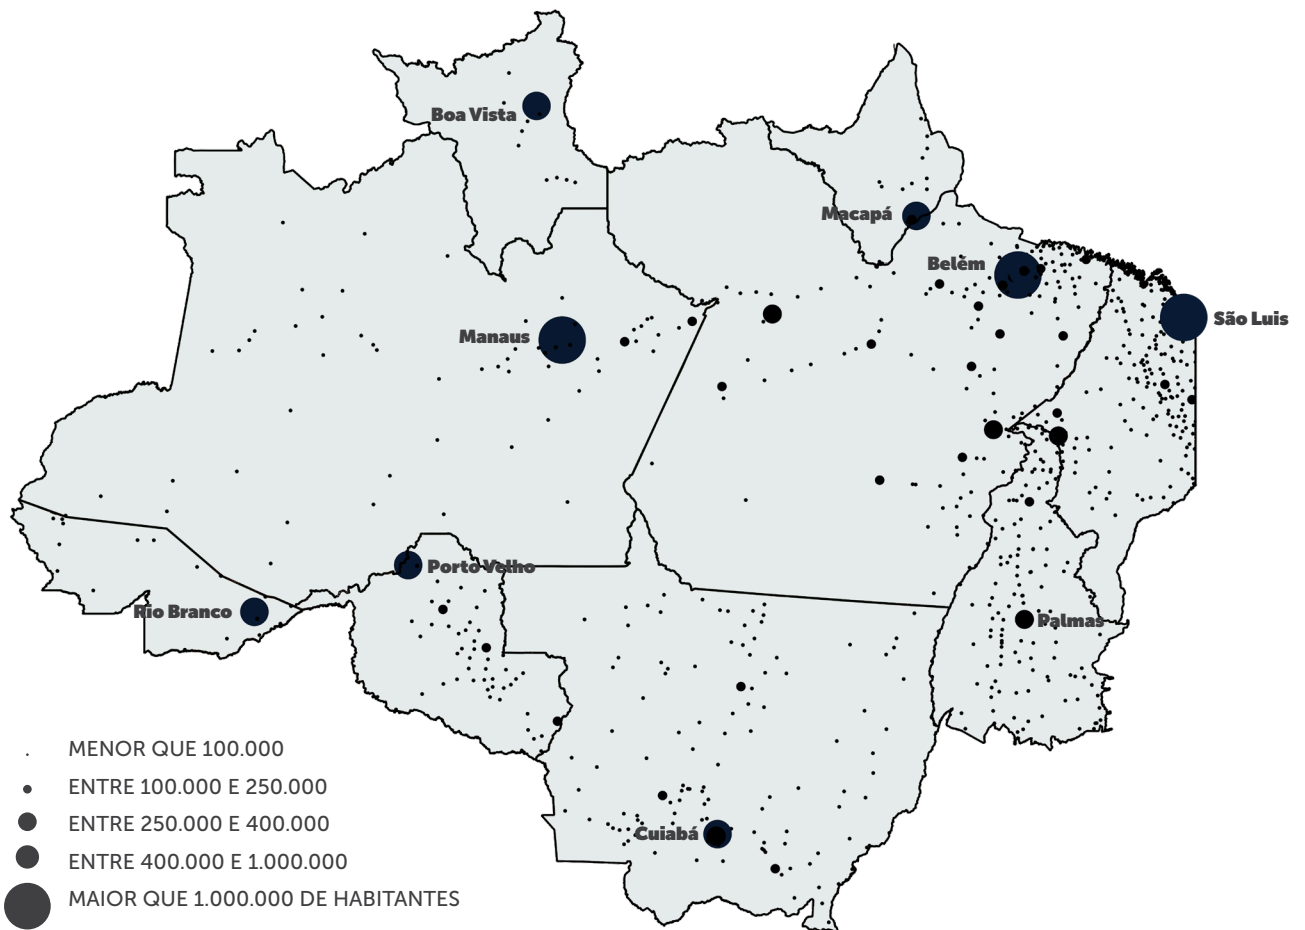 Boa Vista
Macapá
Belém
São Luis
Manaus
Porto Velho
Rio Branco
Palmas
Cuiabá
MENOR QUE 100.000
ENTRE 100.000 E 250.000
ENTRE 250.000 E 400.000
ENTRE 400.000 E 1.000.000
MAIOR QUE 1.000.000 DE HABITANTES